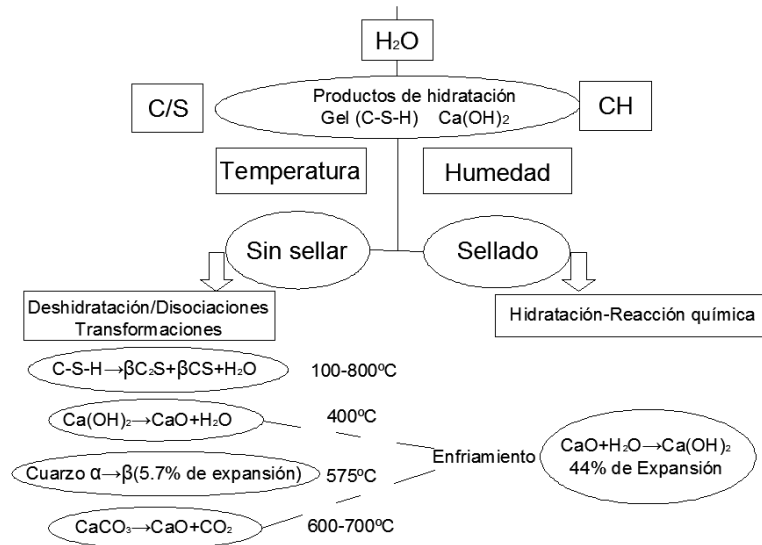 H₂O
C/S
Productos de hidratación
Gel (C-S-H) Ca(OH)₂
CH
Temperatura
Humedad
Sin sellar
Sellado
Deshidratación/Disociaciones
Transformaciones
Hidratación-Reacción química
C-S-H→βC₂S+βCS+H₂O
100-800ºC
Ca(OH)₂→CaO+H₂O
400ºC
Enfriamiento
CaO+H₂O→Ca(OH)₂
44% de Expansión
Cuarzo α→β(5.7% de expansión)
575ºC
CaCO₃→CaO+CO₂
600-700ºC